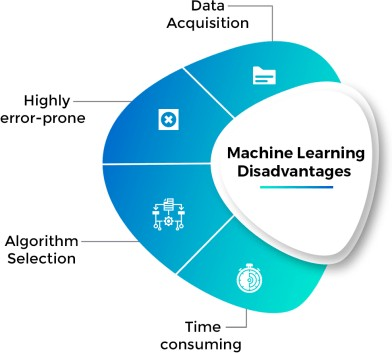 Data
Acquisition
Highly
error-prone
Machine Learning
Disadvantages
Algorithm
Selection
Time
consuming